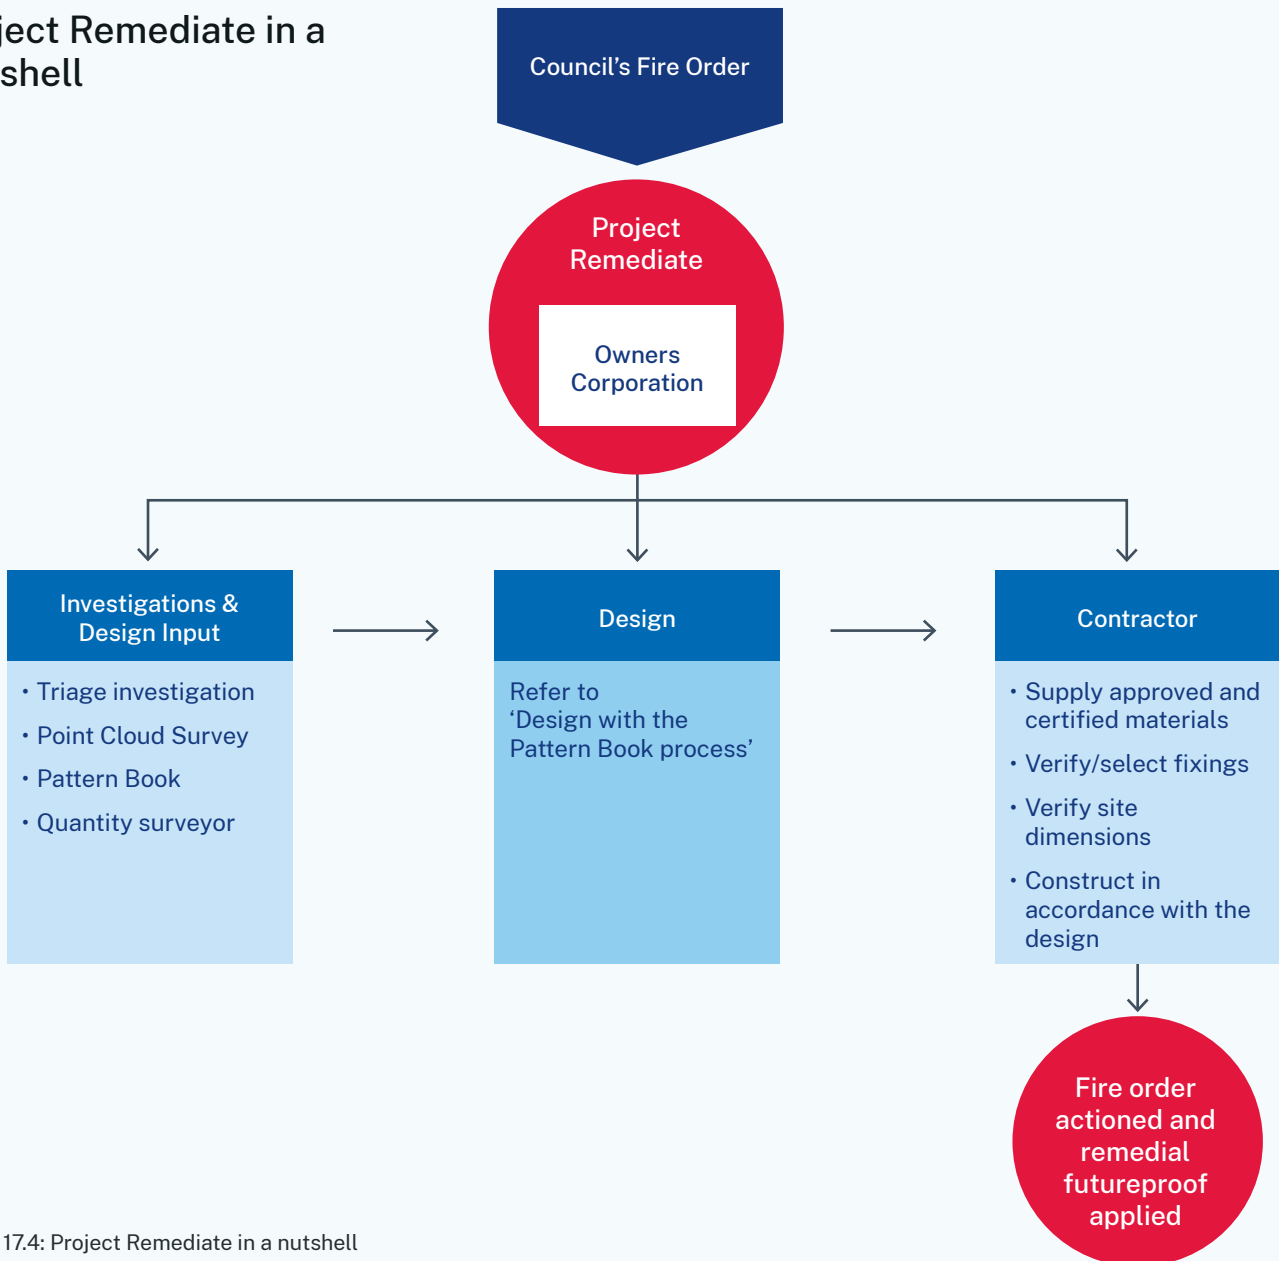 ject Remediate in a
shell
Council's Fire Order
Project
Remediate
Owners
Corporation
Investigations &
Design Input
• Triage investigation
• Point Cloud Survey
• Pattern Book
• Quantity surveyor
Design
Refer to
‘Design with the
Pattern Book process’
Contractor
• Supply approved and
certified materials
• Verify/select fixings
• Verify site
dimensions
• Construct in
accordance with the
design
Fire order
actioned and
remedial
futureproof
applied
17.4: Project Remediate in a nutshell